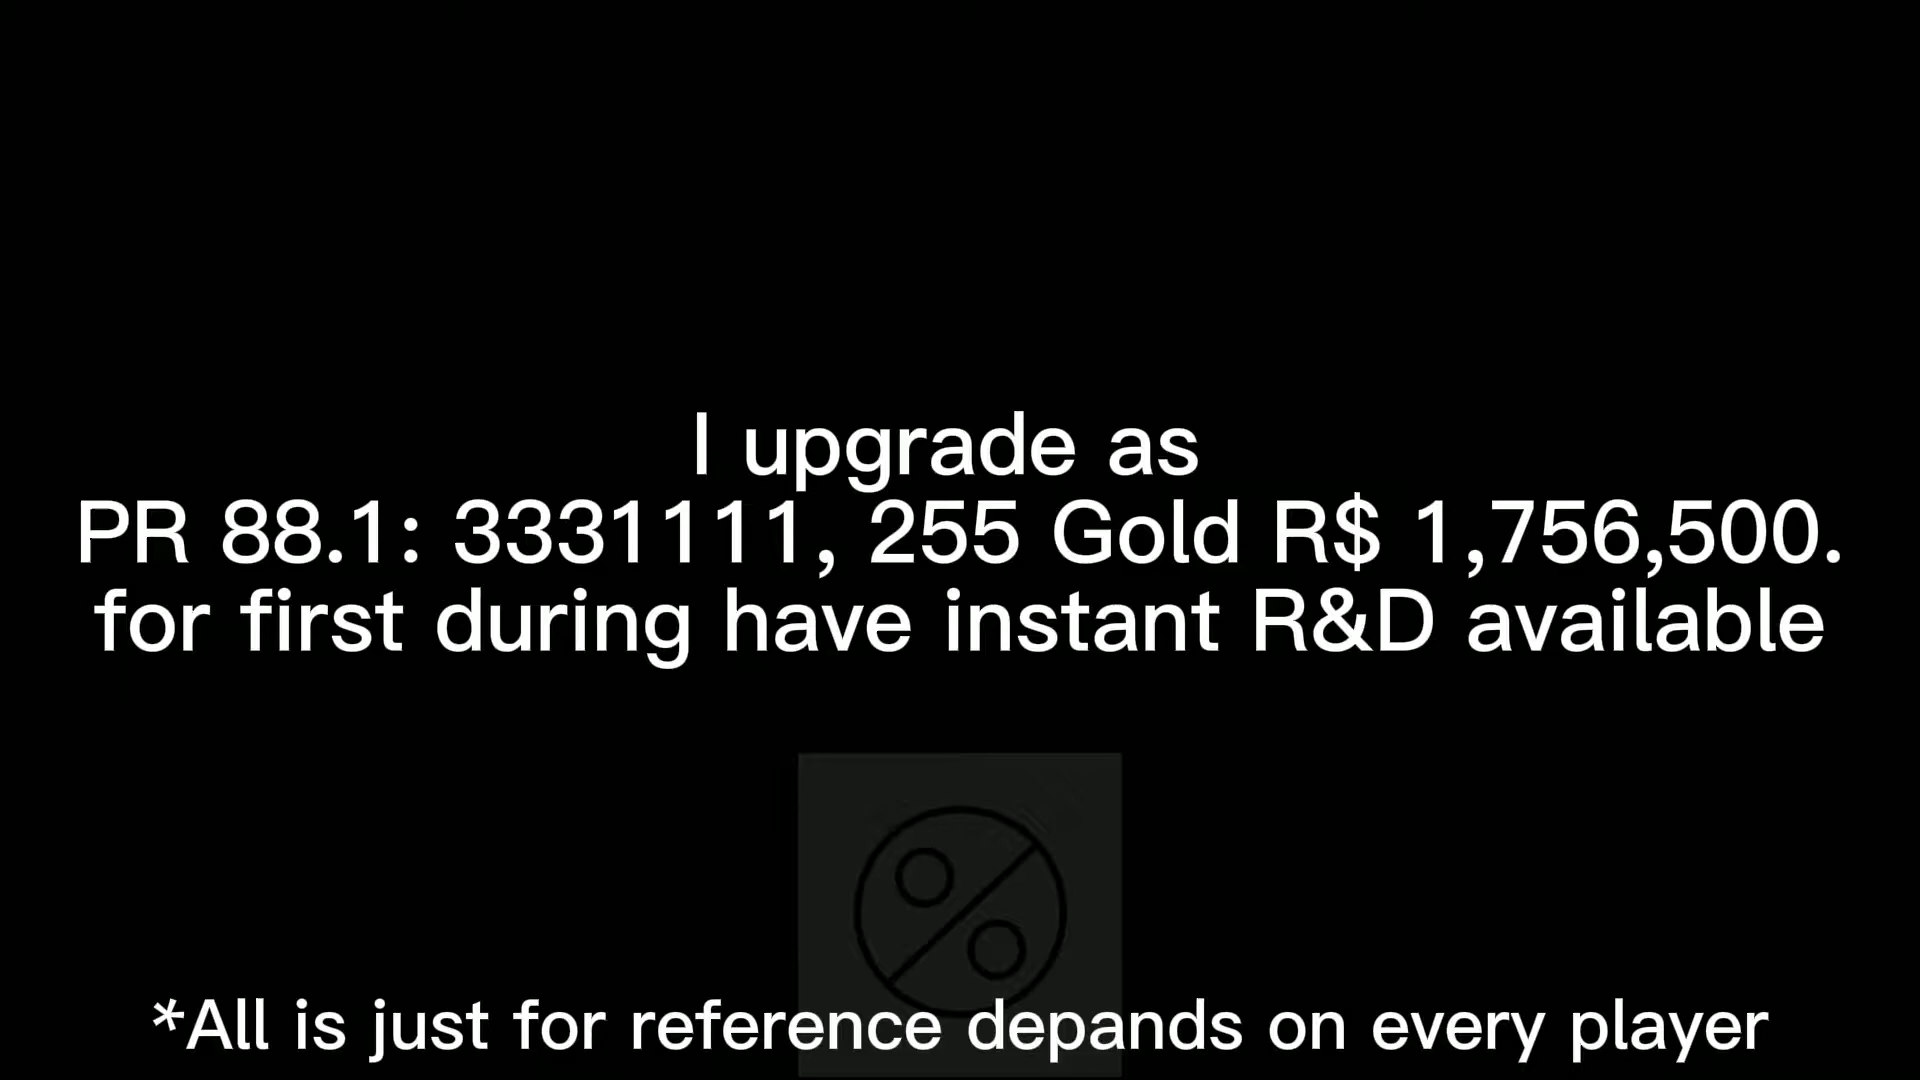 I upgrade as
PR 88.1: 3331111, 255 Gold R$ 1,756,500.
for first during have instant R&D available
*All is just for reference depands on every player